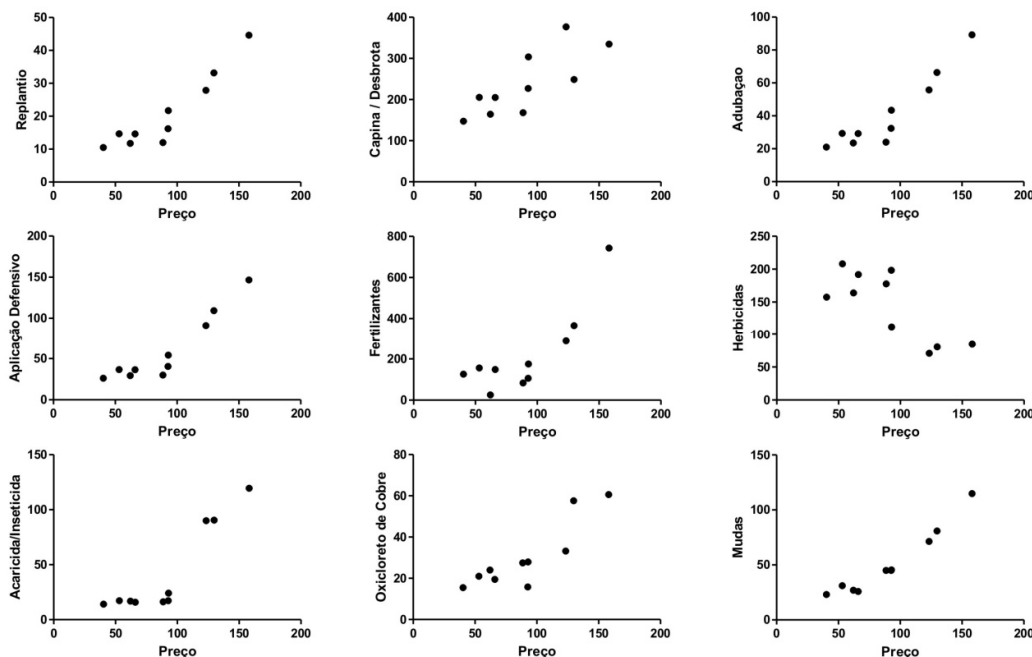 50
40
30
20
10
0
Replantio
0 50 100 150 200
Preço
400
300
200
100
0
Capina / Desbrota
0 50 100 150 200
Preço
100
80
60
40
20
0
Adubaçao
0 50 100 150 200
Preço
200
150
100
50
0
Aplicação Defensivo
0 50 100 150 200
Preço
800
600
400
200
0
Fertilizantes
0 50 100 150 200
Preço
250
200
150
100
50
0
Herbicidas
0 50 100 150 200
Preço
150
100
50
0
Acaricida/Inseticida
0 50 100 150 200
Preço
80
60
40
20
0
Oxicloreto de Cobre
0 50 100 150 200
Preço
150
100
50
0
Mudas
0 50 100 150 200
Preço